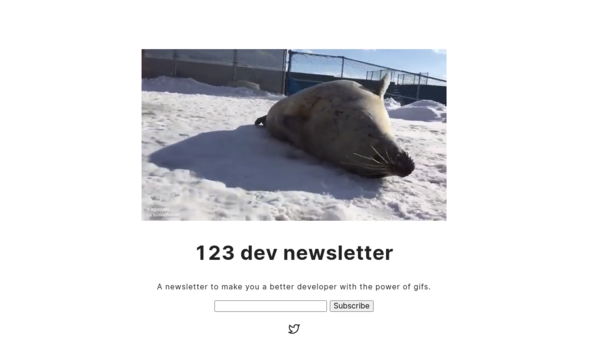 123 dev newsletter
A newsletter to make you a better developer with the power of gifs.
Subscribe